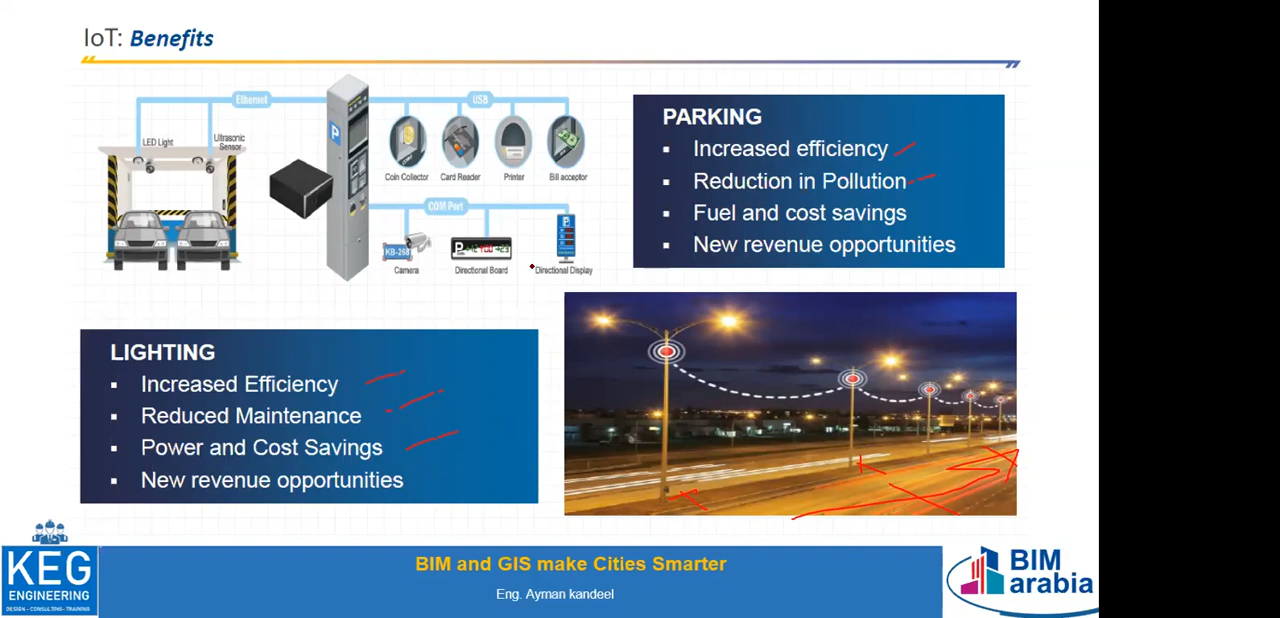 IoT: Benefits
Ethernet
USB
LED Light
Ultrasonic
Sensor
P
Coin Collector
Card Reader
Printer
Bill acceptor
COM Port
KB-268
P
P
Camera
Directional Board
Directional Display
PARKING
▪ Increased efficiency
▪ Reduction in Pollution
▪ Fuel and cost savings
▪ New revenue opportunities
LIGHTING
▪ Increased Efficiency
▪ Reduced Maintenance
▪ Power and Cost Savings
▪ New revenue opportunities
KEG
ENGINEERING
DESIGN - CONSULTING- TRAINING
BIM and GIS make Cities Smarter
Eng. Ayman kandeel
BIM
arabia